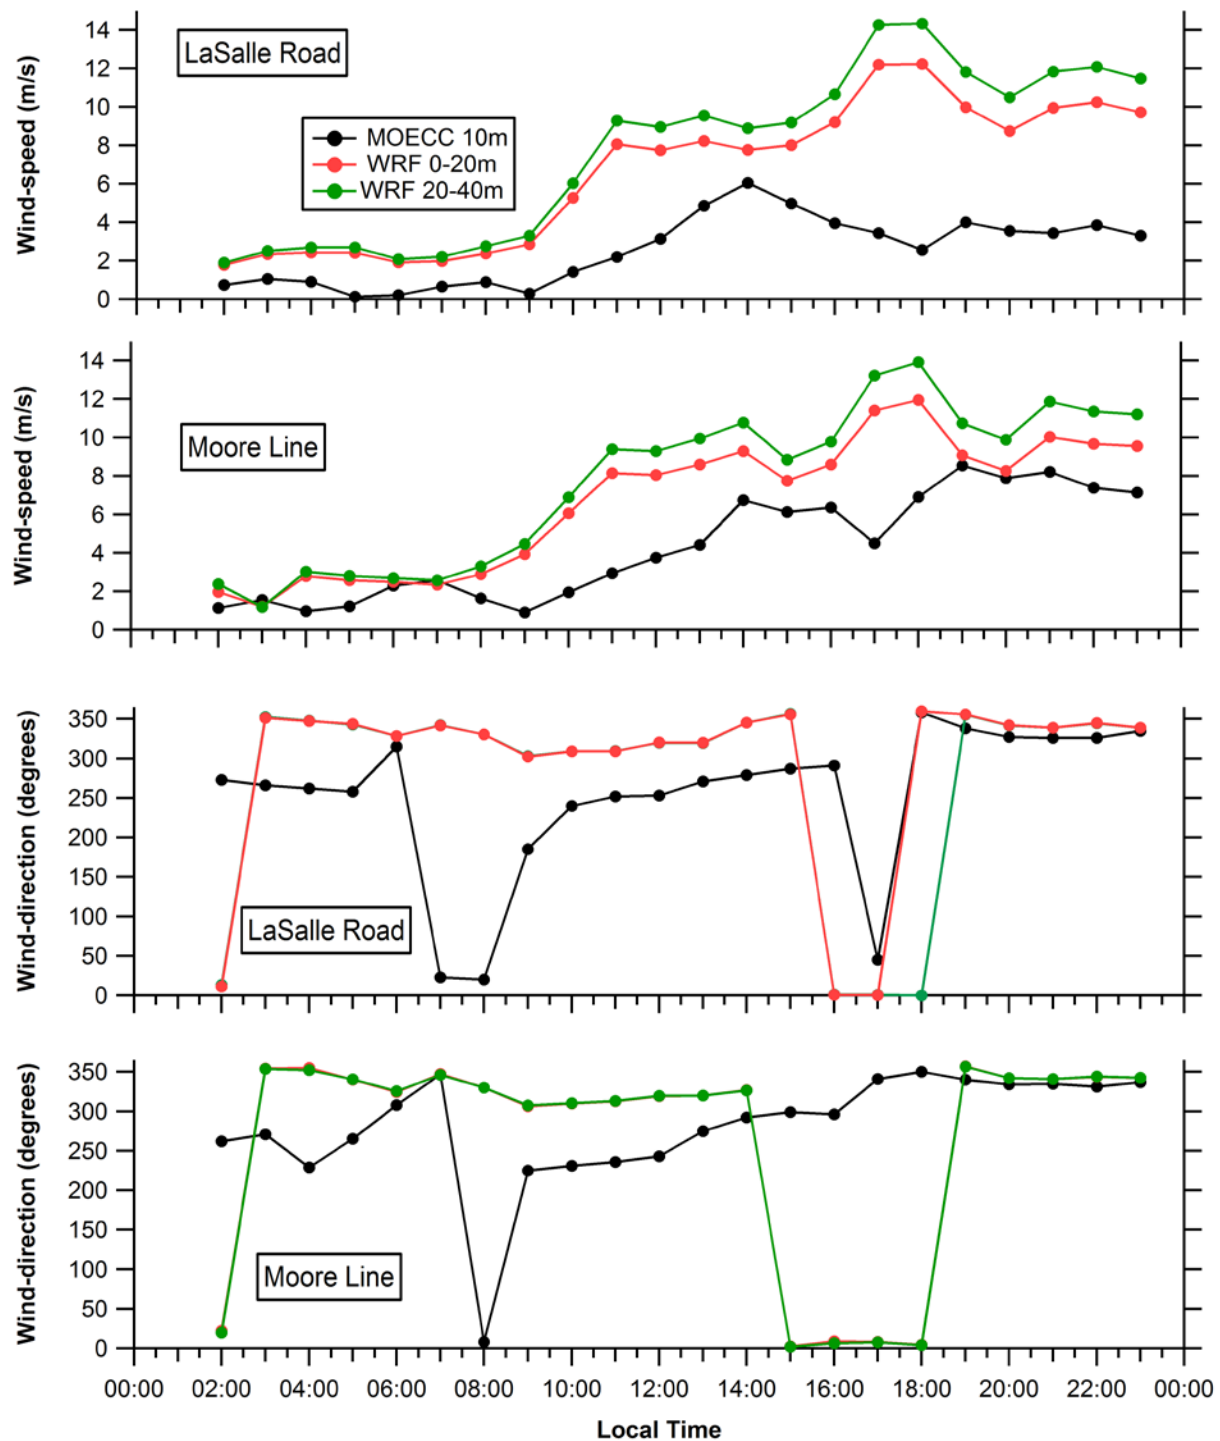 Wind-speed (m/s)
14
12
10
8
6
4
2
0
LaSalle Road
MOECC 10m
WRF 0-20m
WRF 20-40m
Wind-speed (m/s)
14
12
10
8
6
4
2
0
Moore Line
Wind-direction (degrees)
350
300
250
200
150
100
50
0
LaSalle Road
Wind-direction (degrees)
350
300
250
200
150
100
50
0
Moore Line
00:00 02:00 04:00 06:00 08:00 10:00 12:00 14:00 16:00 18:00 20:00 22:00 00:00
Local Time